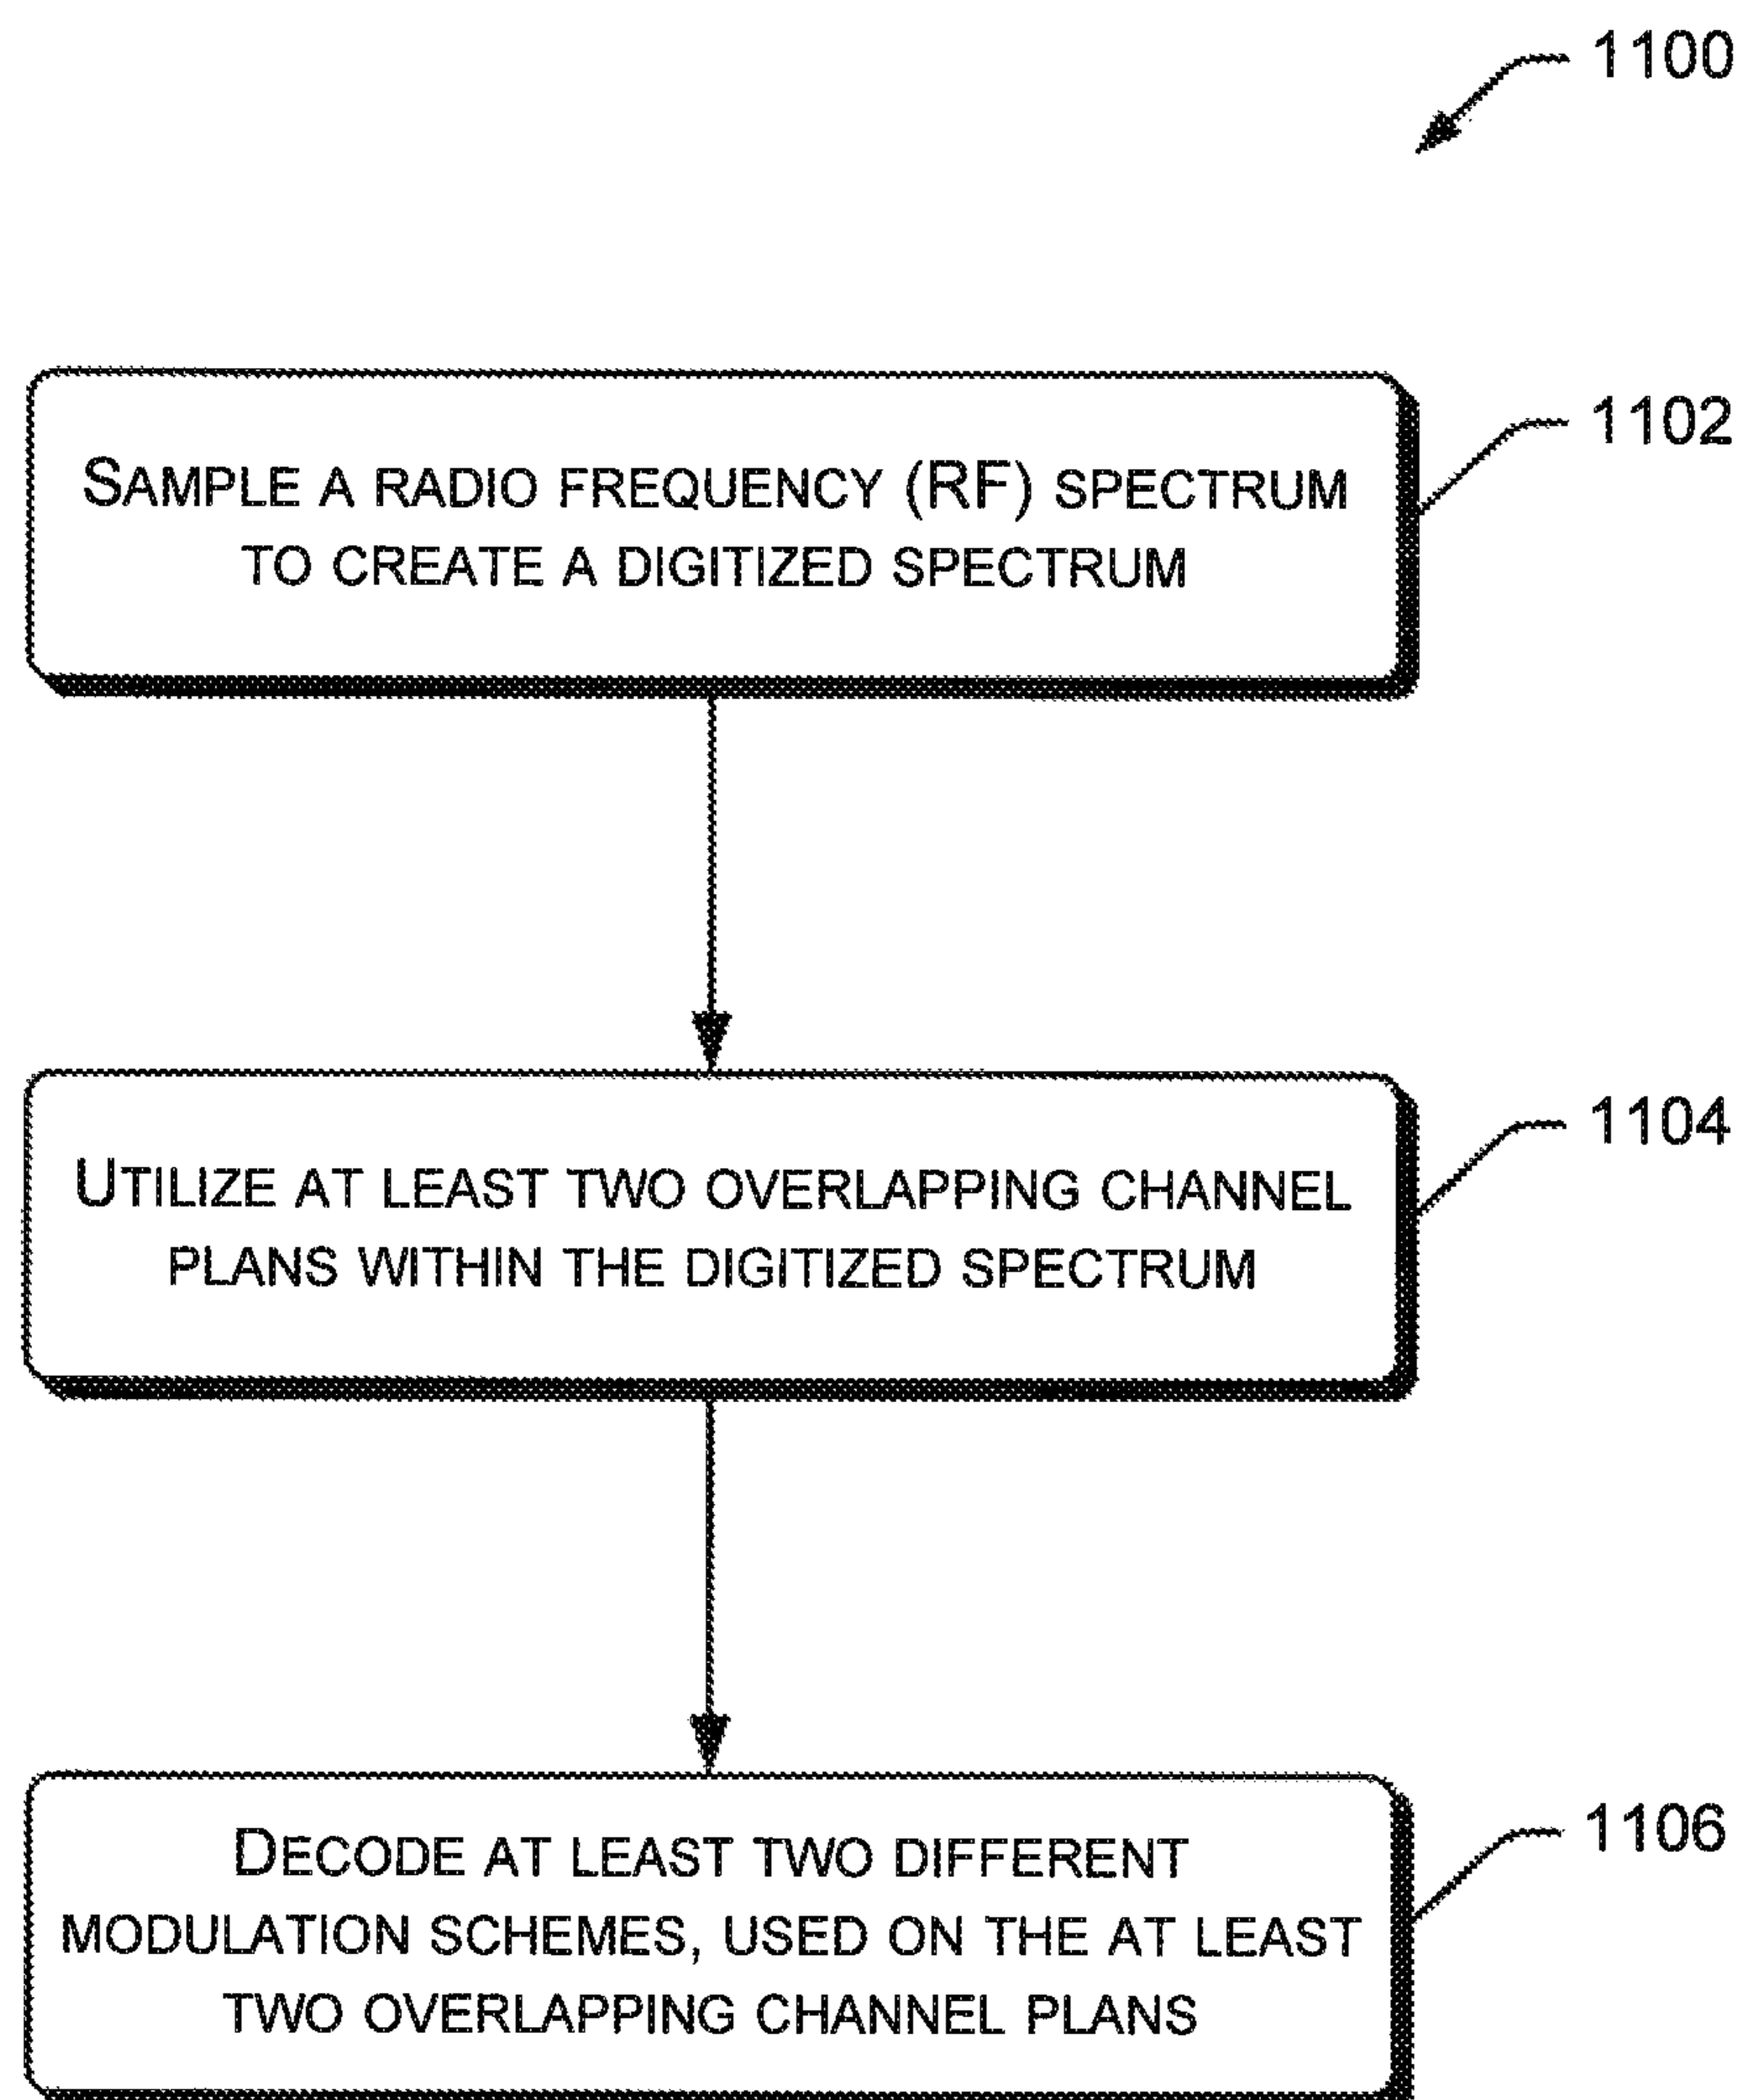 1100
1102
SAMPLE A RADIO FREQUENCY (RF) SPECTRUM
TO CREATE A DIGITIZED SPECTRUM
1104
UTILIZE AT LEAST TWO OVERLAPPING CHANNEL
PLANS WITHIN THE DIGITIZED SPECTRUM
1106
DECODE AT LEAST TWO DIFFERENT
MODULATION SCHEMES, USED ON THE AT LEAST
TWO OVERLAPPING CHANNEL PLANS